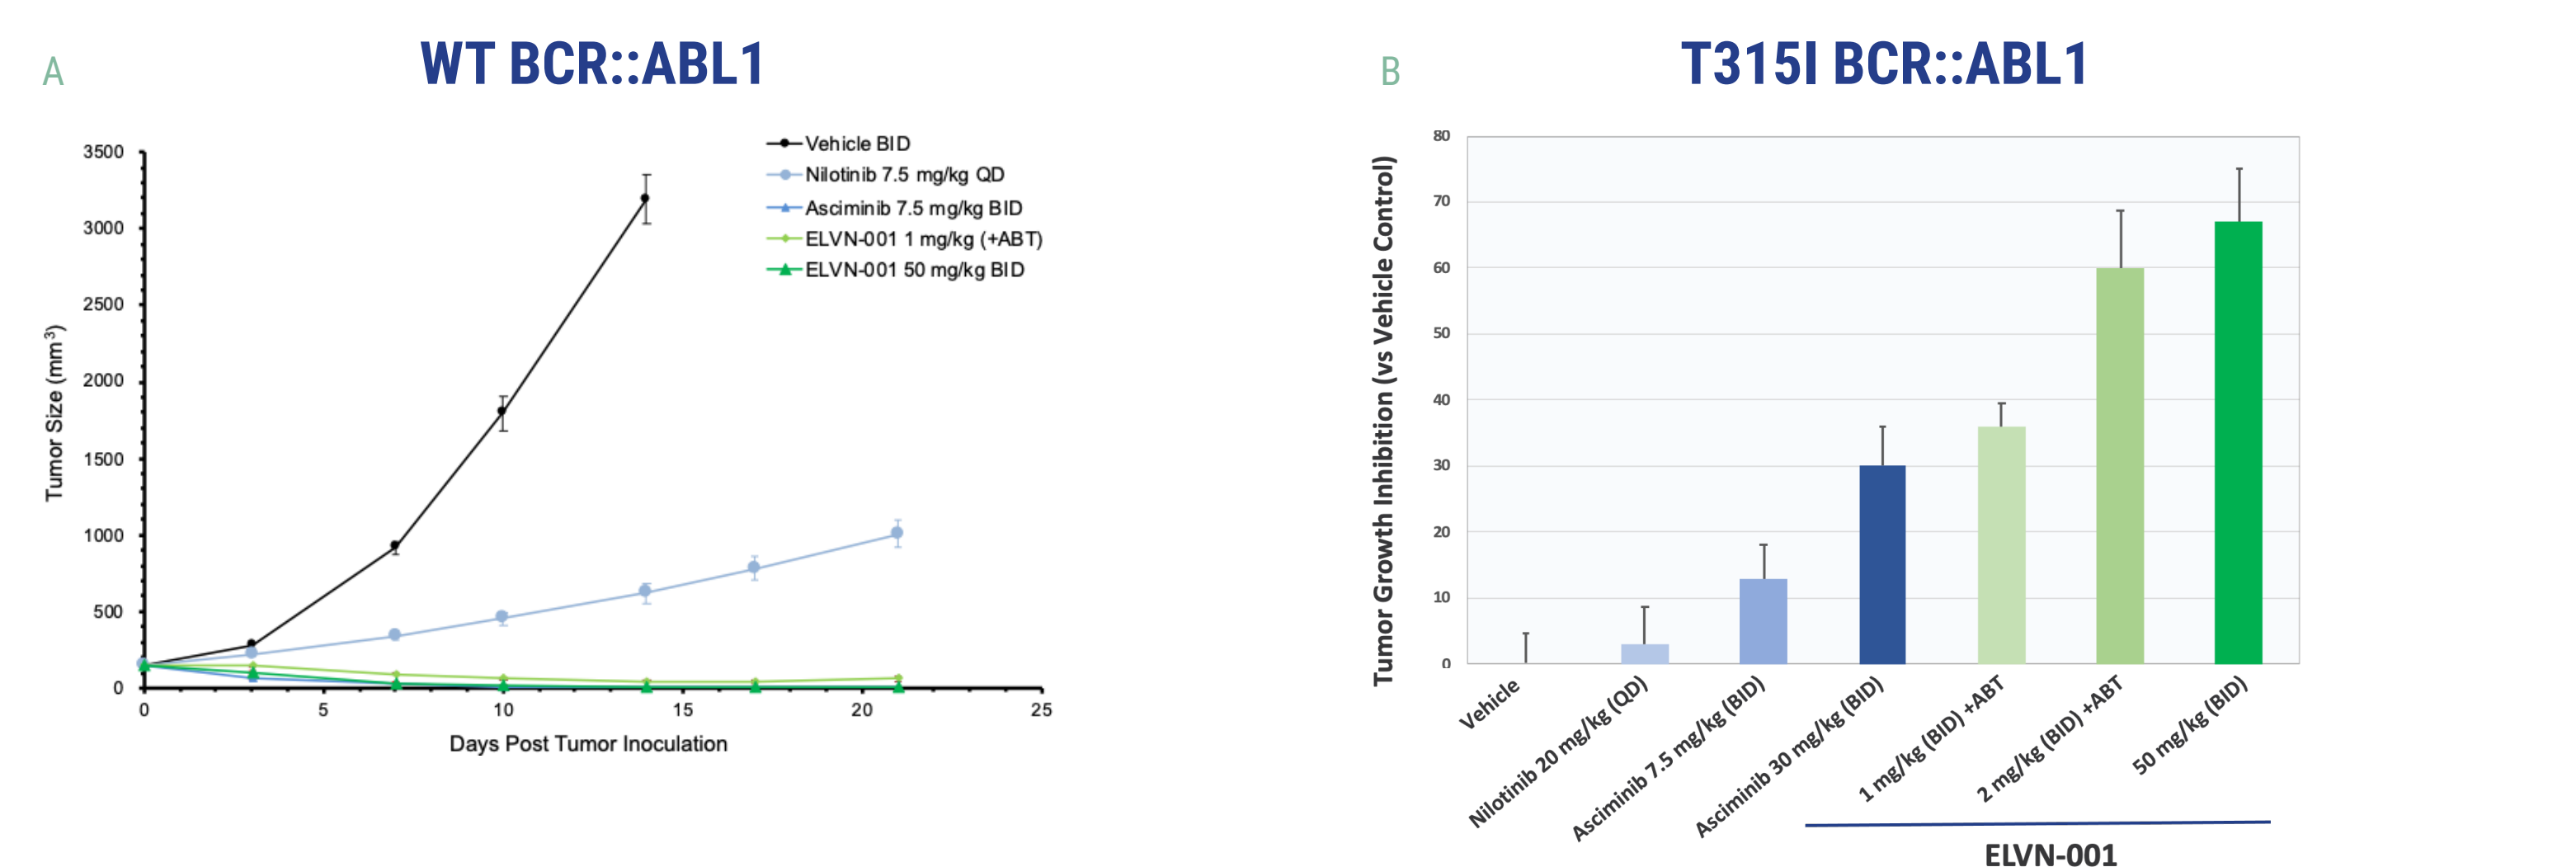 A
WT BCR::ABL1
Vehicle BID
Nilotinib 7.5 mg/kg QD
Asciminib 7.5 mg/kg BID
ELVN-001 1 mg/kg (+ABT)
ELVN-001 50 mg/kg BID
Tumor Size (mm³)
3500
3000
2500
2000
1500
1000
500
0
0
5
10
15
20
25
Days Post Tumor Inoculation
B
T315I BCR::ABL1
Tumor Growth Inhibition (vs Vehicle Control)
80
70
60
50
40
30
20
10
0
Vehicle
Nilotinib 20 mg/kg (QD)
Asciminib 7.5 mg/kg (BID)
Asciminib 30 mg/kg (BID)
1 mg/kg (BID) +ABT
2 mg/kg (BID) +ABT
50 mg/kg (BID)
ELVN-001